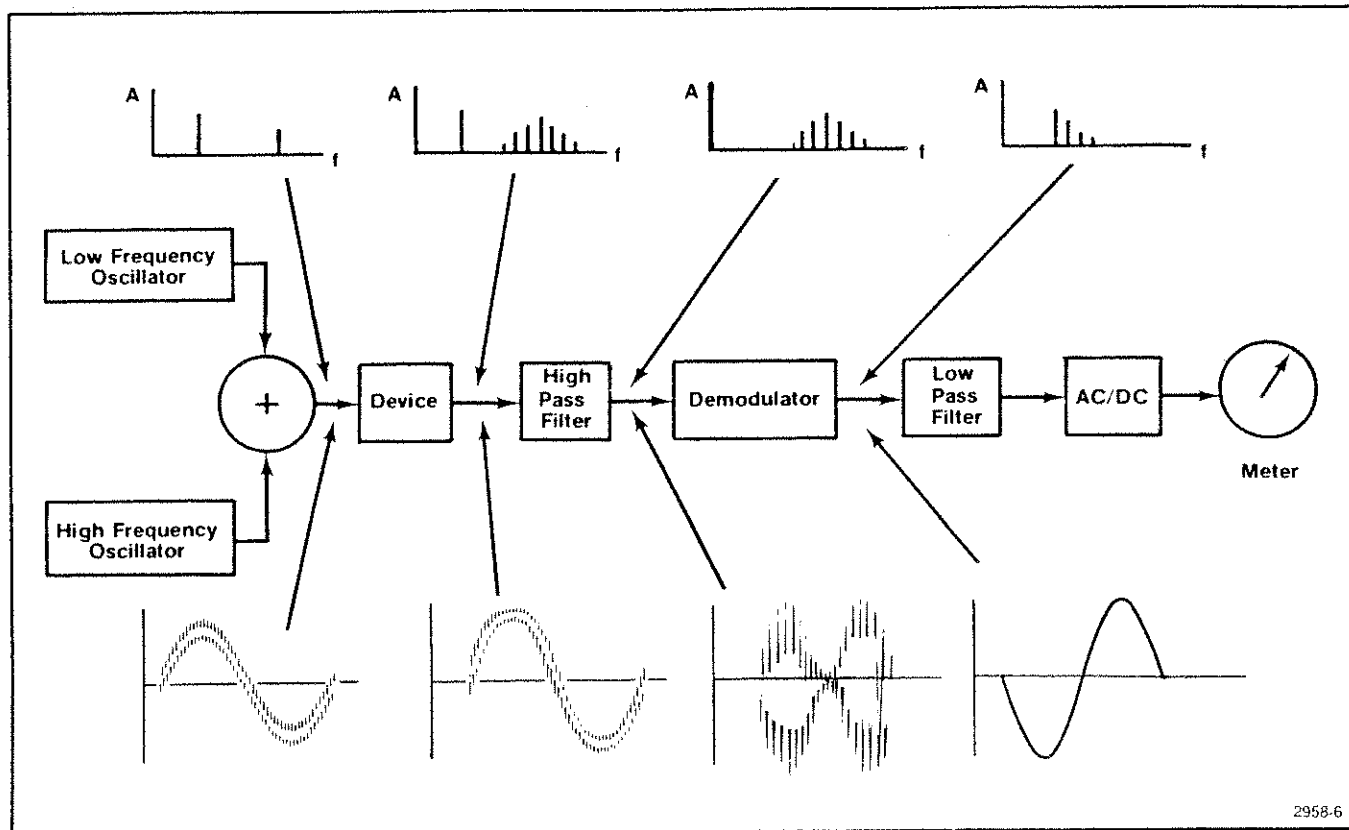 A
f
A
f
A
f
A
f
Low Frequency
Oscillator
High Frequency
Oscillator
+
Device
High
Pass
Filter
Demodulator
Low
Pass
Filter
AC/DC
Meter
2958-6